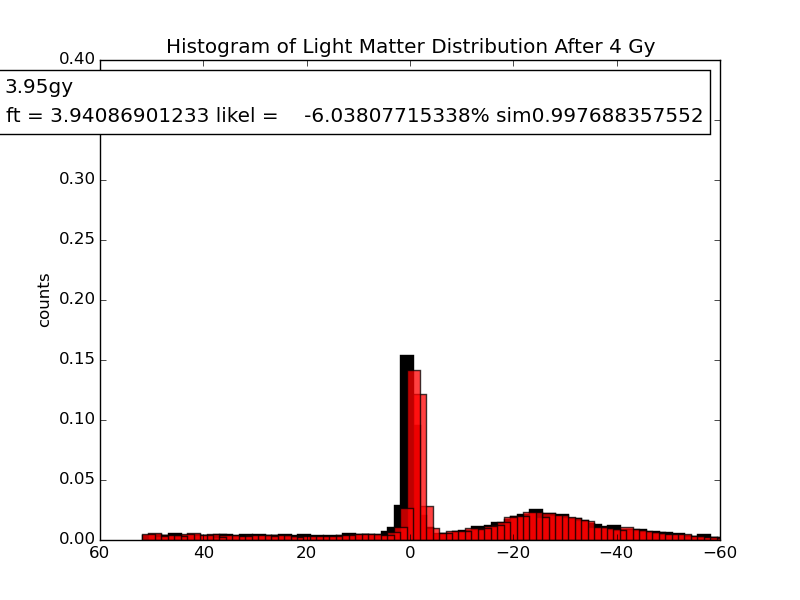 Histogram of Light Matter Distribution After 4 Gy
0.40
3.95gy
ft = 3.94086901233 likel =    -6.03807715338% sim0.997688357552
0.30
0.25
0.20
0.15
0.10
0.05
0.00
counts
60 40 20 0 −20 −40 −60